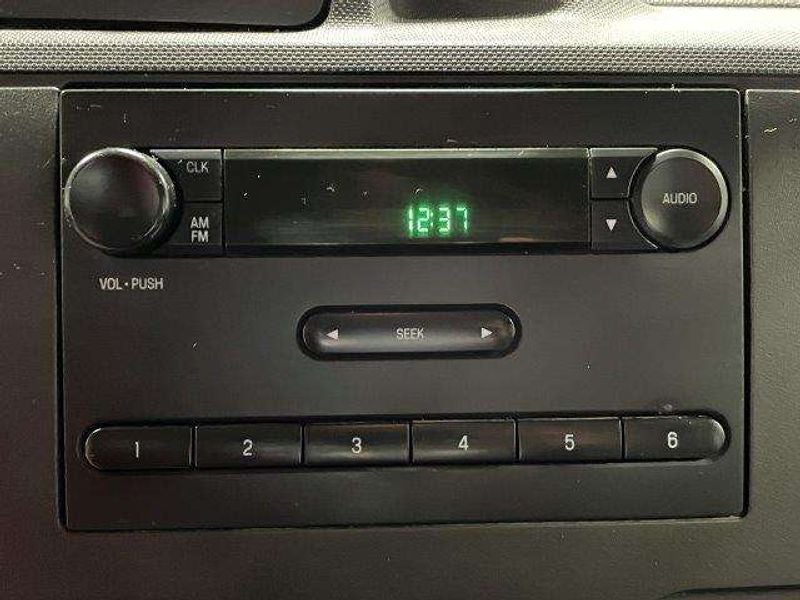 CLK
AM
FM
12:37
AUDIO
VOL•PUSH
SEEK
1 2 3 4 5 6